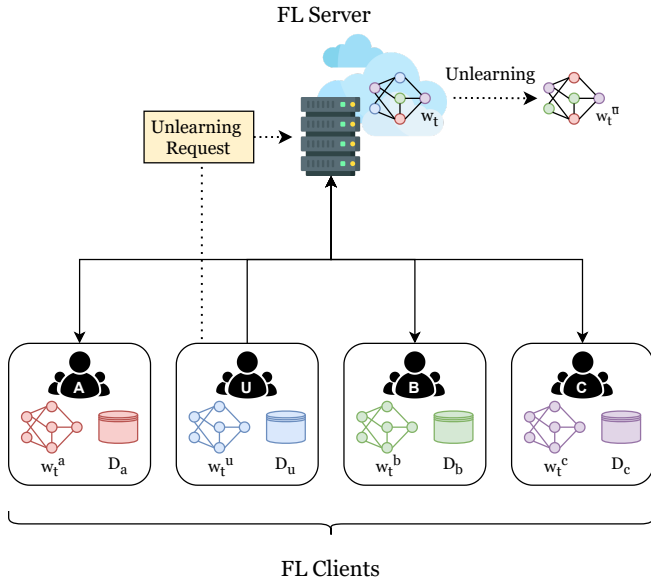 FL Server
Unlearning
w_t
w_t^ū
Unlearning
Request
A
U
B
C
w_t^a D_a
w_t^u D_u
w_t^b D_b
w_t^c D_c
FL Clients